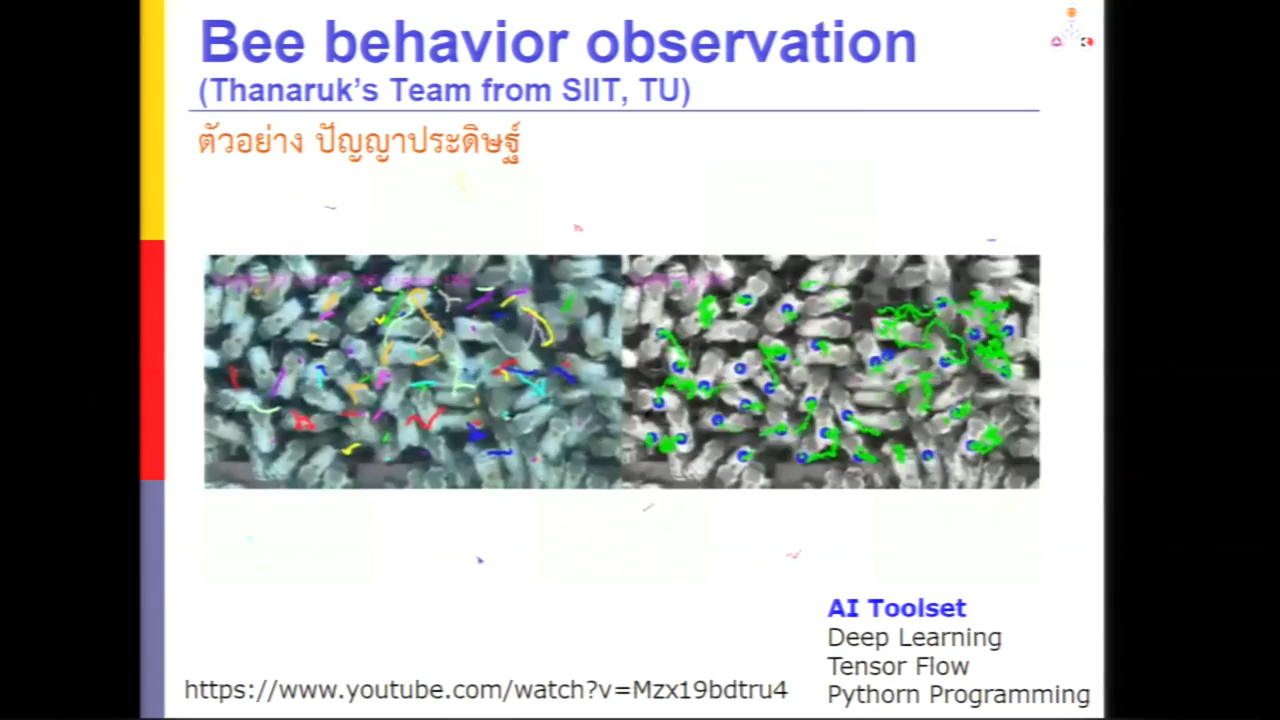 Bee behavior observation
(Thanaruk's Team from SIIT, TU)
ตัวอย่าง ปัญญาประดิษฐ์
AI Toolset
Deep Learning
Tensor Flow
Pythorn Programming
https://www.youtube.com/watch?v=Mzx19bdtru4